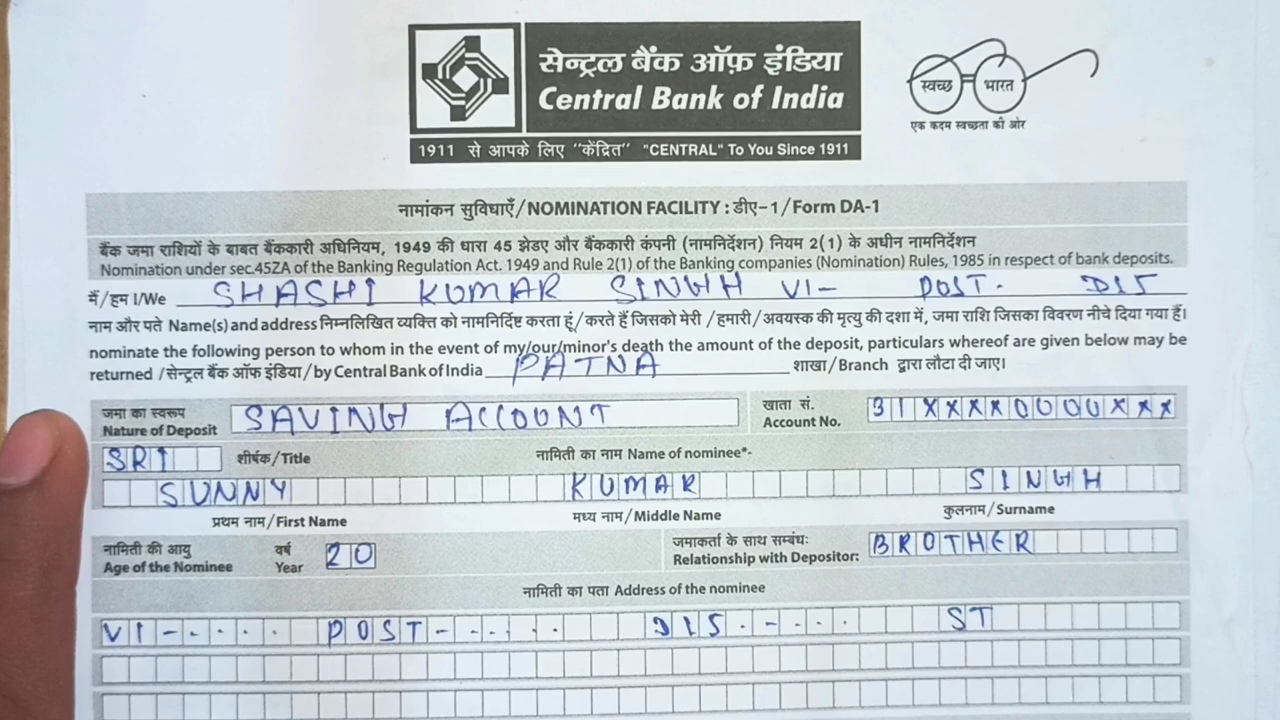 सेन्ट्रल बैंक ऑफ़ इंडिया
Central Bank of India
1911 से आपके लिए "केंद्रित" "CENTRAL" To You Since 1911
स्वच्छ भारत
एक कदम स्वच्छता की ओर
नामांकन सुविधाएँ/NOMINATION FACILITY : डीए-1/Form DA-1
बैंक जमा राशियों के बाबत बैंककारी अधिनियम, 1949 की धारा 45 झेडए और बैंककारी कंपनी (नामनिर्देशन) नियम 2(1) के अधीन नामनिर्देशन
Nomination under sec.45ZA of the Banking Regulation Act. 1949 and Rule 2(1) of the Banking companies (Nomination) Rules, 1985 in respect of bank deposits.
मैं/हम I/We SHASHI KUMAR SINGH VI- POST. DIS
नाम और पते Name(s) and address निम्नलिखित व्यक्ति को नामनिर्दिष्ट करता हूं/करते हैं जिसको मेरी/हमारी/अवयस्क की मृत्यु की दशा में, जमा राशि जिसका विवरण नीचे दिया गया हैं।
nominate the following person to whom in the event of my/our/minor's death the amount of the deposit, particulars whereof are given below may be
returned/सेन्ट्रल बैंक ऑफ इंडिया/by Central Bank of India PATNA शाखा/Branch द्वारा लौटा दी जाए।
जमा का स्वरूप SAVING ACCOUNT खाता सं. 31XXXX0000XXX
Nature of Deposit Account No.
SRI शीर्षक/Title नामिती का नाम Name of nominee*-
SUNNY KUMAR SINGH
प्रथम नाम/First Name मध्य नाम/Middle Name कुलनाम/Surname
नामिती की आयु वर्ष 20 जमाकर्ता के साथ सम्बंधः BROTHER
Age of the Nominee Year Relationship with Depositor:
नामिती का पता Address of the nominee
VI-.... POST-..... DIS.-... ST